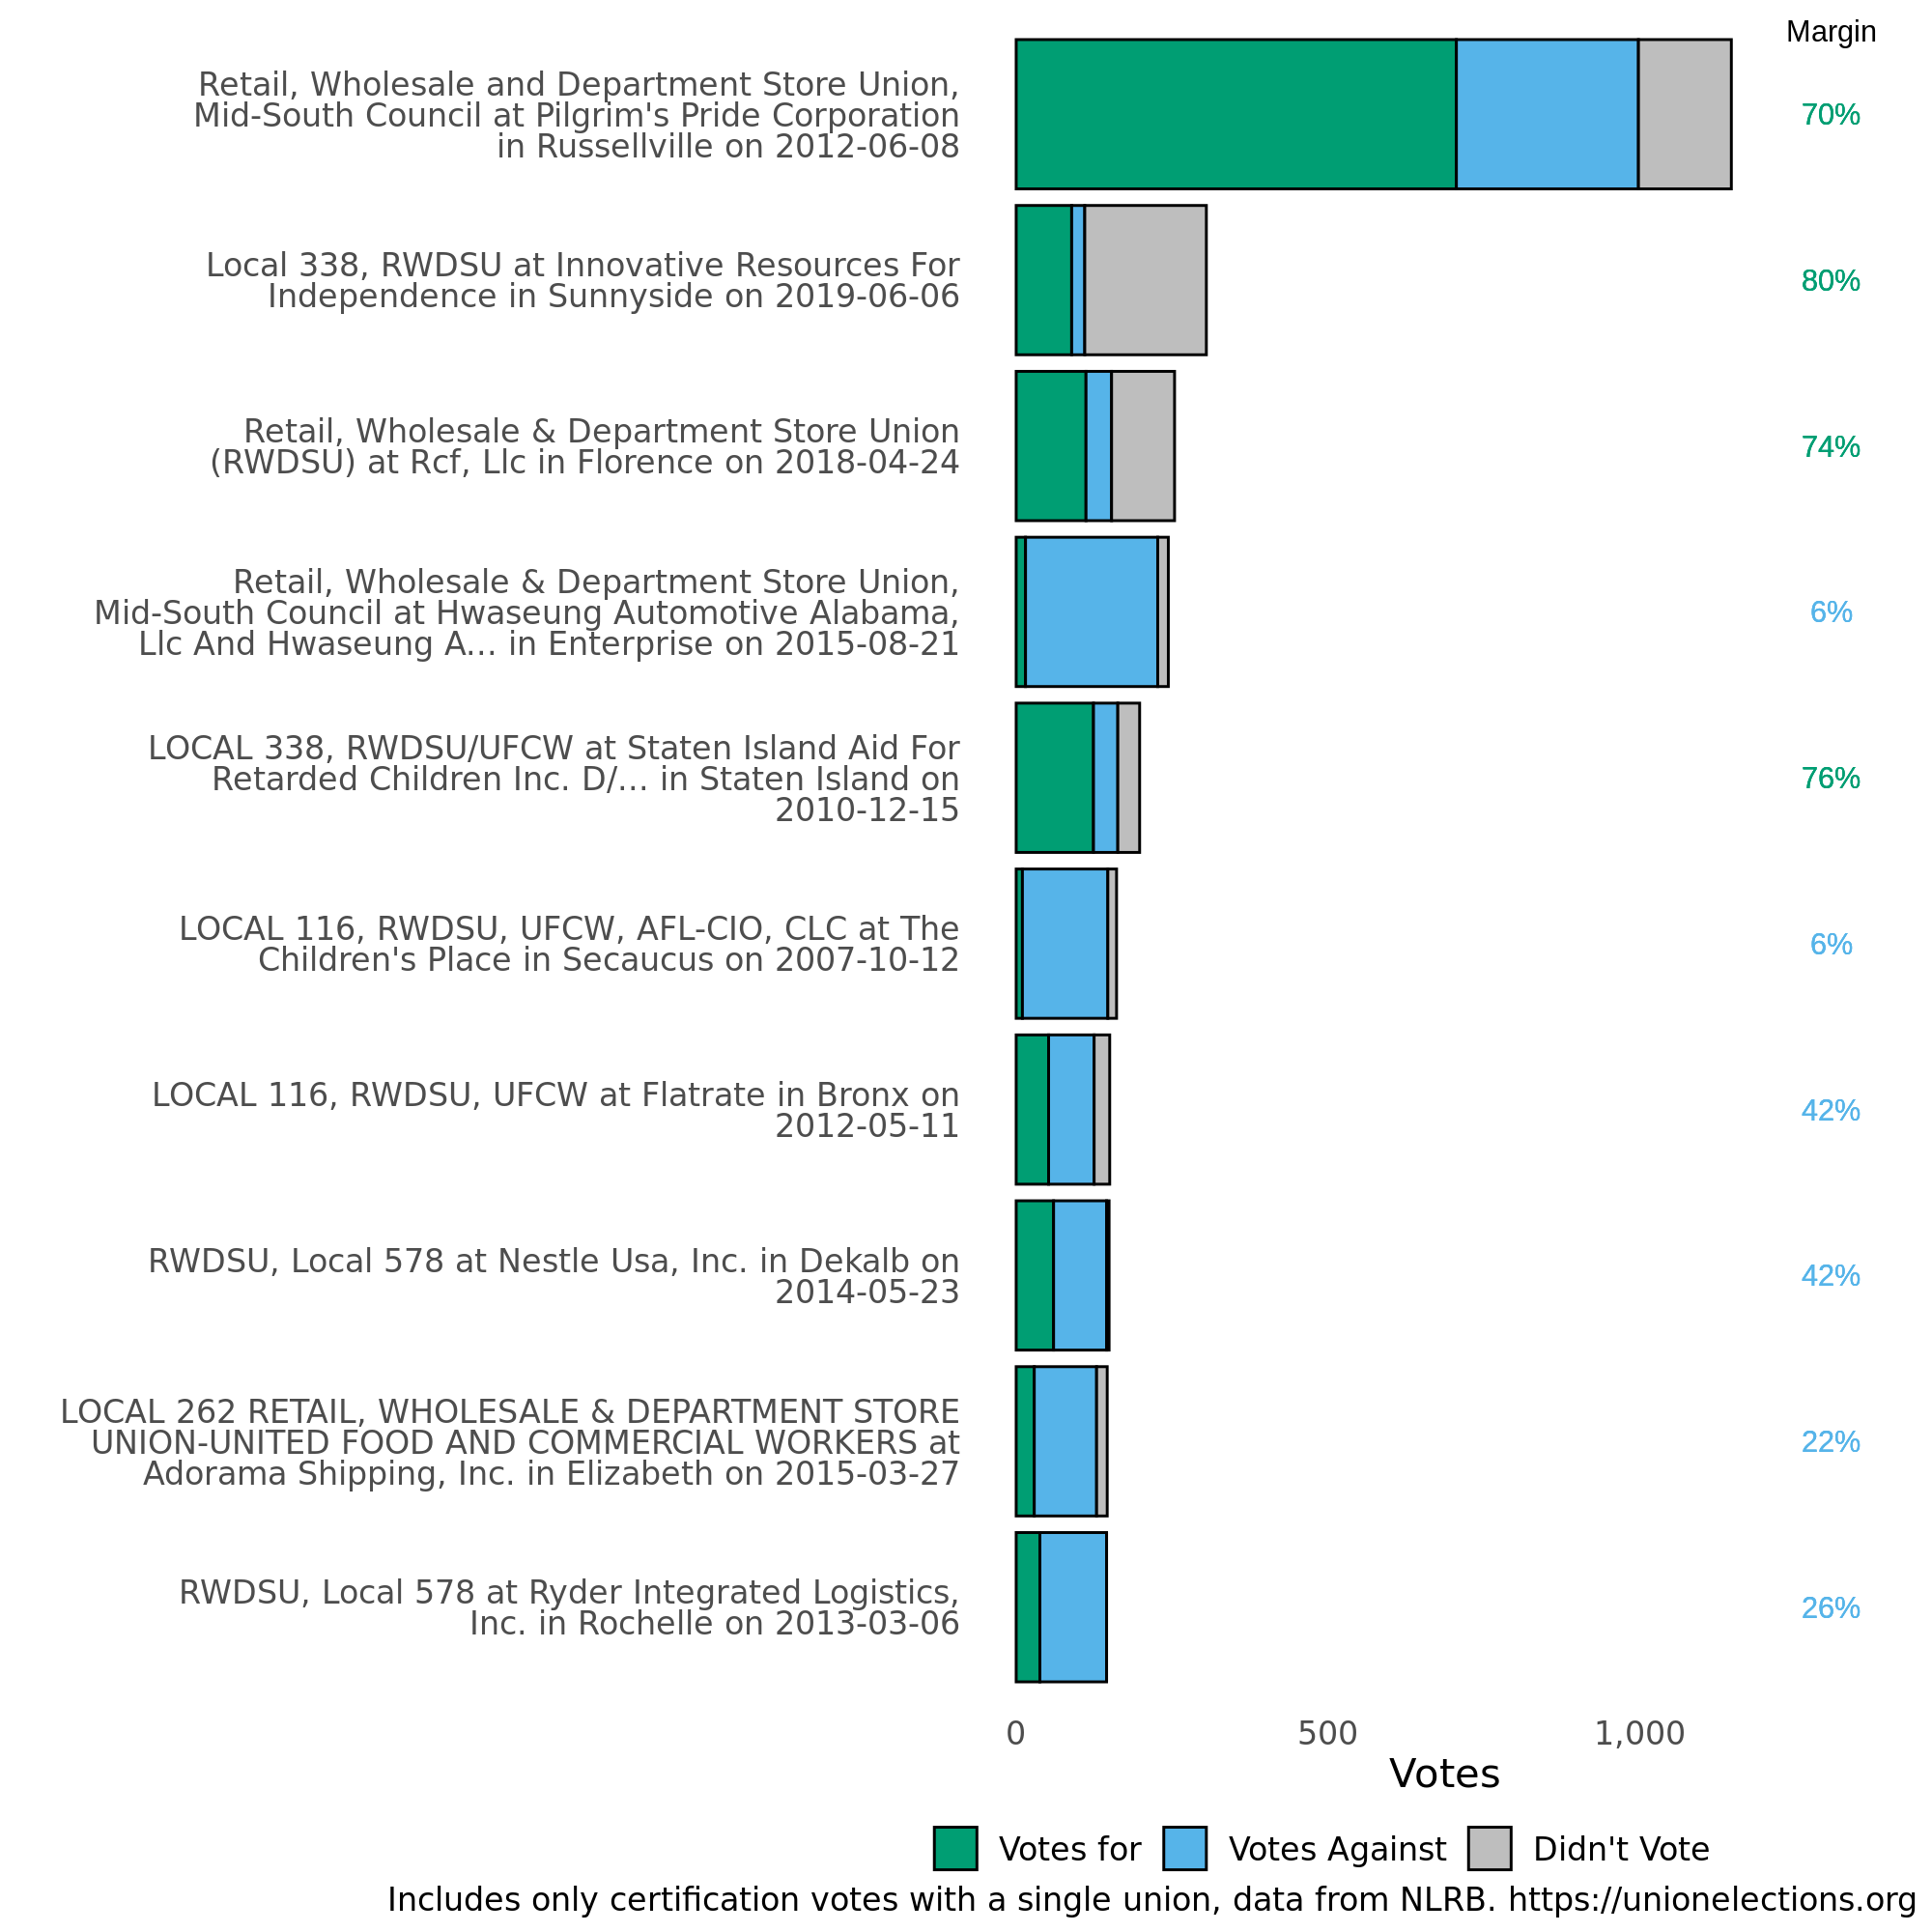 Margin
Retail, Wholesale and Department Store Union,
Mid-South Council at Pilgrim's Pride Corporation
in Russellville on 2012-06-08
70%
Local 338, RWDSU at Innovative Resources For
Independence in Sunnyside on 2019-06-06
80%
Retail, Wholesale & Department Store Union
(RWDSU) at Rcf, Llc in Florence on 2018-04-24
74%
Retail, Wholesale & Department Store Union,
Mid-South Council at Hwaseung Automotive Alabama,
Llc And Hwaseung A... in Enterprise on 2015-08-21
6%
LOCAL 338, RWDSU/UFCW at Staten Island Aid For
Retarded Children Inc. D/... in Staten Island on
2010-12-15
76%
LOCAL 116, RWDSU, UFCW, AFL-CIO, CLC at The
Children's Place in Secaucus on 2007-10-12
6%
LOCAL 116, RWDSU, UFCW at Flatrate in Bronx on
2012-05-11
42%
RWDSU, Local 578 at Nestle Usa, Inc. in Dekalb on
2014-05-23
42%
LOCAL 262 RETAIL, WHOLESALE & DEPARTMENT STORE
UNION-UNITED FOOD AND COMMERCIAL WORKERS at
Adorama Shipping, Inc. in Elizabeth on 2015-03-27
22%
RWDSU, Local 578 at Ryder Integrated Logistics,
Inc. in Rochelle on 2013-03-06
26%
0 500 1,000
Votes
Votes for Votes Against Didn't Vote
Includes only certification votes with a single union, data from NLRB. https://unionelections.org